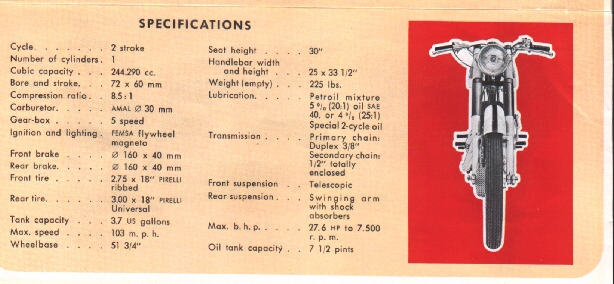 SPECIFICATIONS
Cycle. . . . . . . . 2 stroke
Number of cylinders. 1
Cubic capacity . . . . 244.290 cc.
Bore and stroke. . . . 72 x 60 mm
Compression ratio. . . 8.5:1
Carburetor. . . . . . AMAL Ø 30 mm
Gear-box . . . . . . 5 speed
Ignition and lighting. FEMSA flywheel
magneto
Front brake . . . . . Ø 160 x 40 mm
Rear brake. . . . . . Ø 160 x 40 mm
Front tire . . . . . . 2.75 x 18" PIRELLI
ribbed
Rear tire. . . . . . . 3.00 x 18" PIRELLI
Universal
Tank capacity . . . . 3.7 US gallons
Max. speed . . . . . 103 m. p. h.
Wheelbase . . . . . 51 3/4"
Seat height . . . . 30"
Handlebar width
and height . . . . 25 x 33 1/2"
Weight (empty) . . . . 225 lbs.
Lubrication. . . . . . Petroil mixture
5 % (20:1) oil SAE
40. or 4 % (25:1)
Special 2-cycle oil
Transmission . . . . . Primary chain:
Duplex 3/8"
Secondary chain:
1/2" totally
enclosed
Front suspension . . Telescopic
Rear suspension. . . . Swinging arm
with shock
absorbers
Max. b. h. p. . . . . . 27.6 HP to 7.500
r. p. m.
Oil tank capacity . . 7 1/2 pints